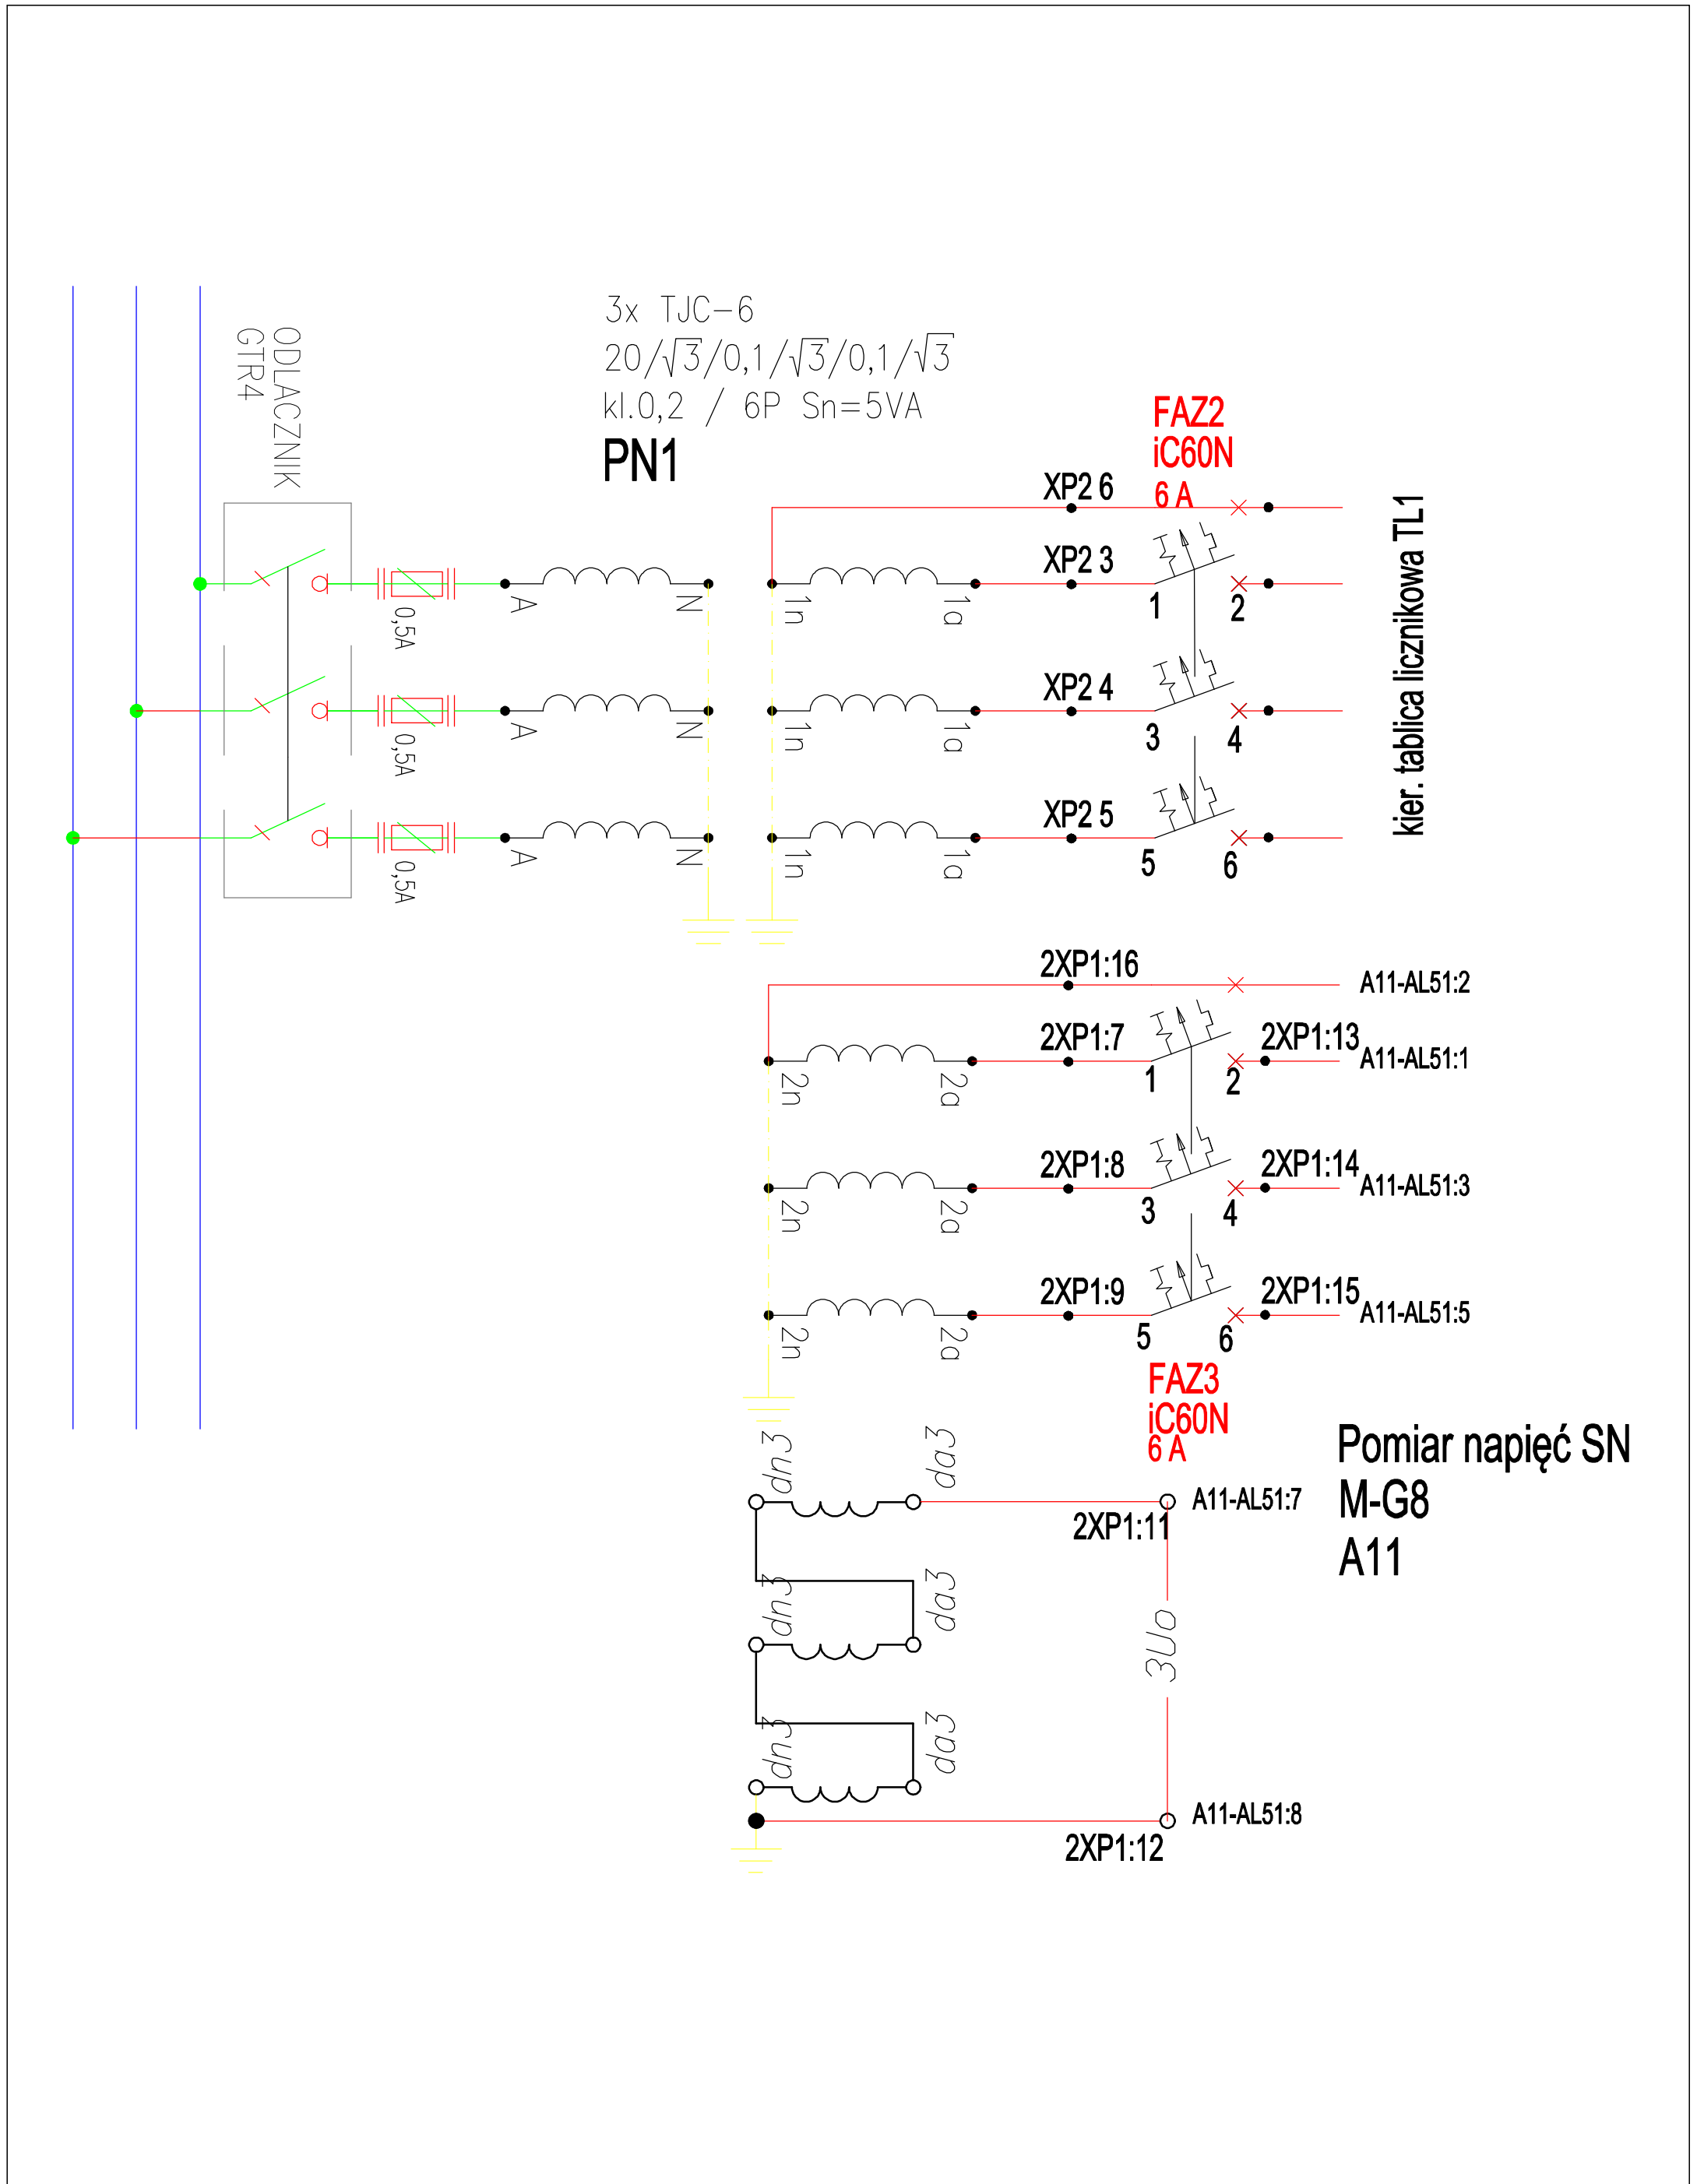 3x TJC-6
20/√3/0,1/√3/0,1/√3
kl.0,2 / 6P Sn=5VA
PN1
ODLACZNIK
GTR4
FAZ2
iC60N
6 A
kier. tablica licznikowa TL1
XP2 6
XP2 3
0,5A
A
N
1n
1a
1
2
XP2 4
0,5A
A
N
1n
1a
3
4
XP2 5
0,5A
A
N
1n
1a
5
6
2XP1:16
A11-AL51:2
2XP1:7
2XP1:13
A11-AL51:1
2n
2a
1
2
2XP1:8
2XP1:14
A11-AL51:3
2n
2a
3
4
2XP1:9
2XP1:15
A11-AL51:5
2n
2a
5
6
FAZ3
iC60N
6 A
Pomiar napięć SN
M-G8
A11
dn3
da3
A11-AL51:7
2XP1:11
dn3
da3
3Uo
dn3
da3
A11-AL51:8
2XP1:12